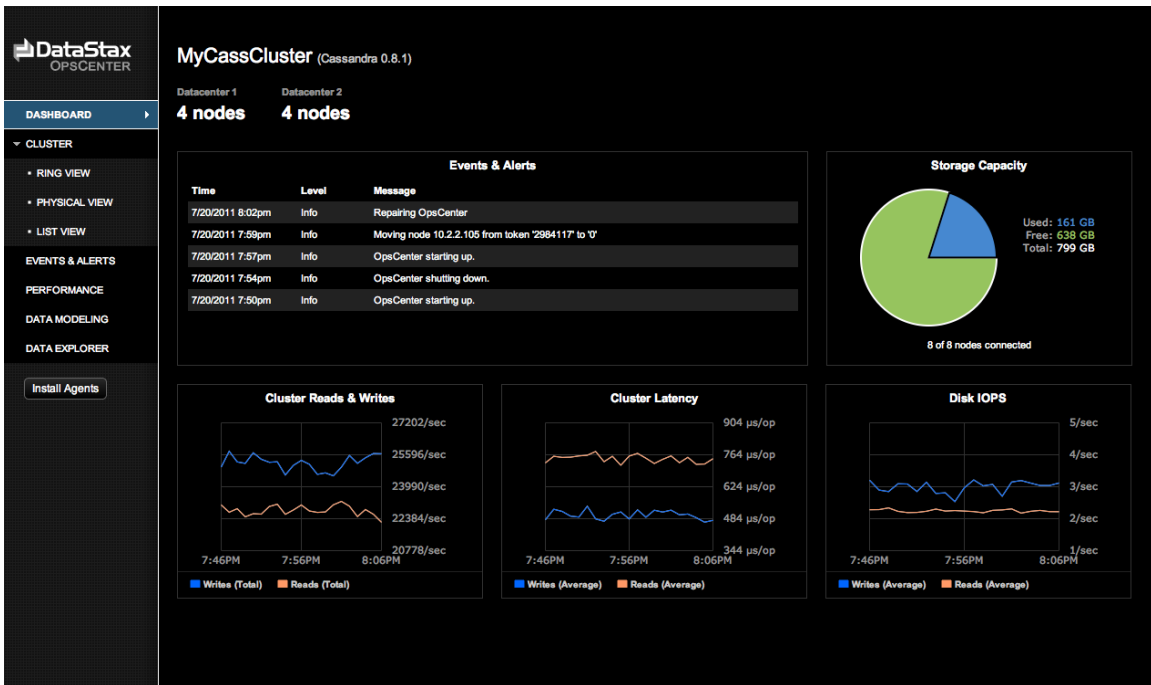 DataStax
OPSCENTER
DASHBOARD
CLUSTER
RING VIEW
PHYSICAL VIEW
LIST VIEW
EVENTS & ALERTS
PERFORMANCE
DATA MODELING
DATA EXPLORER
Install Agents
MyCassCluster (Cassandra 0.8.1)
Datacenter 1 Datacenter 2
4 nodes 4 nodes
Events & Alerts
Time Level Message
7/20/2011 8:02pm Info Repairing OpsCenter
7/20/2011 7:59pm Info Moving node 10.2.2.105 from token '2984117' to '0'
7/20/2011 7:57pm Info OpsCenter starting up.
7/20/2011 7:54pm Info OpsCenter shutting down.
7/20/2011 7:50pm Info OpsCenter starting up.
Storage Capacity
Used: 161 GB
Free: 638 GB
Total: 799 GB
8 of 8 nodes connected
Cluster Reads & Writes
27202/sec
25596/sec
23990/sec
22384/sec
20778/sec
7:46PM 7:56PM 8:06PM
Writes (Total) Reads (Total)
Cluster Latency
904 µs/op
764 µs/op
624 µs/op
484 µs/op
344 µs/op
7:46PM 7:56PM 8:06PM
Writes (Average) Reads (Average)
Disk IOPS
5/sec
4/sec
3/sec
2/sec
1/sec
7:46PM 7:56PM 8:06PM
Writes (Average) Reads (Average)